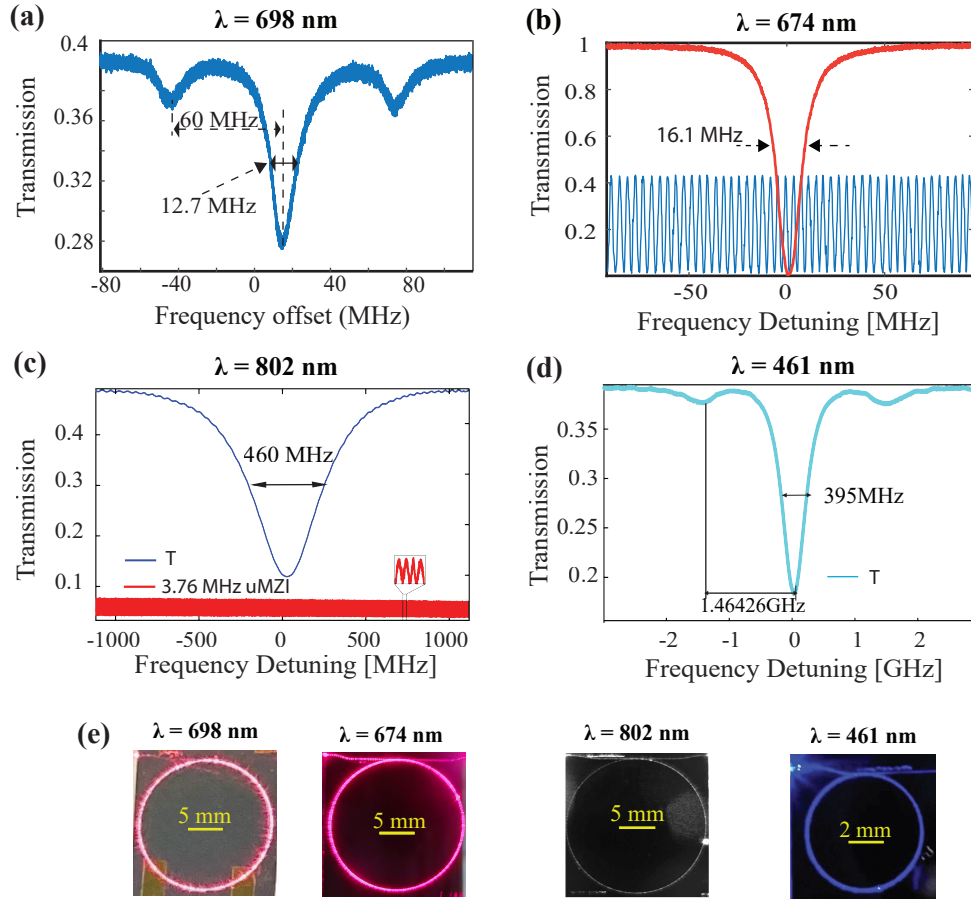 (a)
λ = 698 nm
0.4
0.36
0.32
0.28
Transmission
60 MHz
12.7 MHz
-80
-40
0
40
80
Frequency offset (MHz)
(b)
λ = 674 nm
1
0.8
0.6
0.4
0.2
Transmission
16.1 MHz
-50
0
50
Frequency Detuning [MHz]
(c)
λ = 802 nm
0.4
0.3
0.2
0.1
Transmission
460 MHz
T
3.76 MHz uMZI
-1000
-500
0
500
1000
Frequency Detuning [MHz]
(d)
λ = 461 nm
0.35
0.3
0.25
0.2
Transmission
395MHz
T
1.46426GHz
-3
-2
-1
0
1
2
Frequency Detuning [GHz]
(e)
λ = 698 nm
5 mm
λ = 674 nm
5 mm
λ = 802 nm
5 mm
λ = 461 nm
2 mm